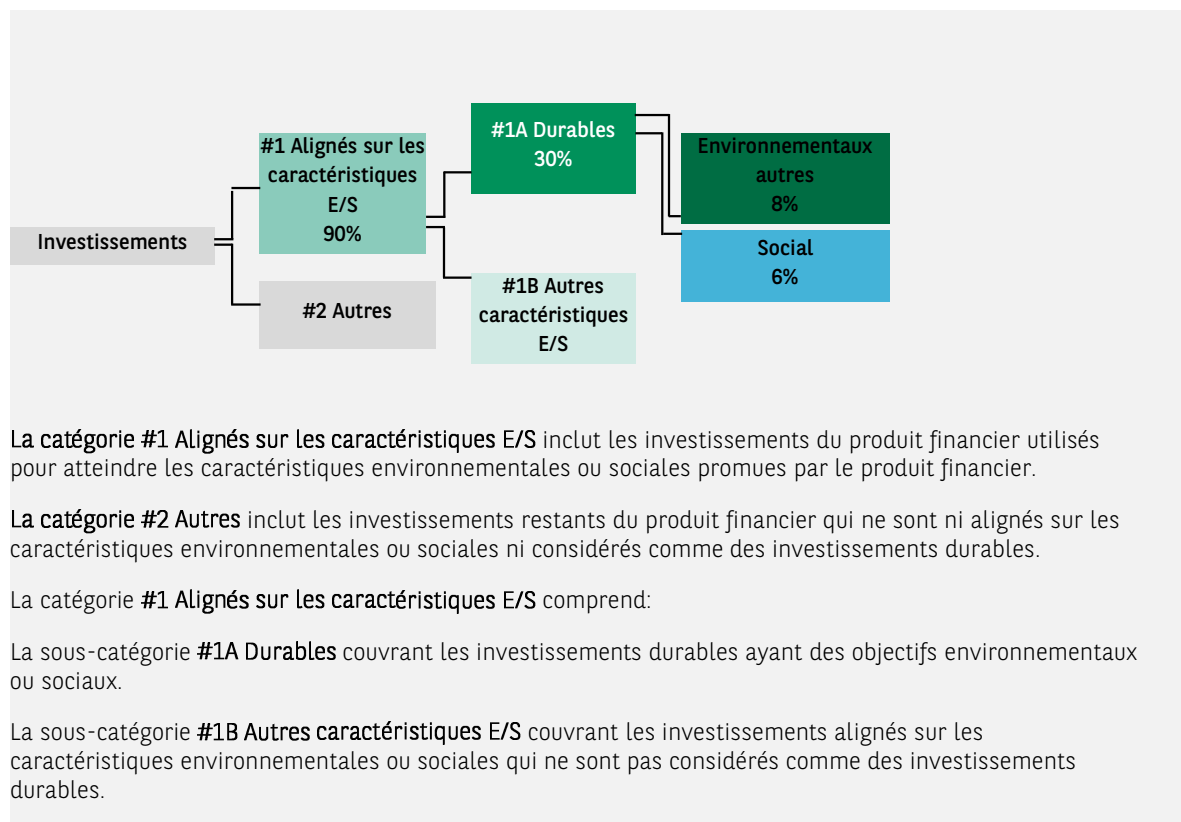 #1A Durables
30%
#1 Alignés sur les
caractéristiques
E/S
90%
Environnementaux
autres
8%
Investissements
Social
6%
#2 Autres
#1B Autres
caractéristiques
E/S
La catégorie #1 Alignés sur les caractéristiques E/S inclut les investissements du produit financier utilisés
pour atteindre les caractéristiques environnementales ou sociales promues par le produit financier.
La catégorie #2 Autres inclut les investissements restants du produit financier qui ne sont ni alignés sur les
caractéristiques environnementales ou sociales ni considérés comme des investissements durables.
La catégorie #1 Alignés sur les caractéristiques E/S comprend:
La sous-catégorie #1A Durables couvrant les investissements durables ayant des objectifs environnementaux
ou sociaux.
La sous-catégorie #1B Autres caractéristiques E/S couvrant les investissements alignés sur les
caractéristiques environnementales ou sociales qui ne sont pas considérés comme des investissements
durables.